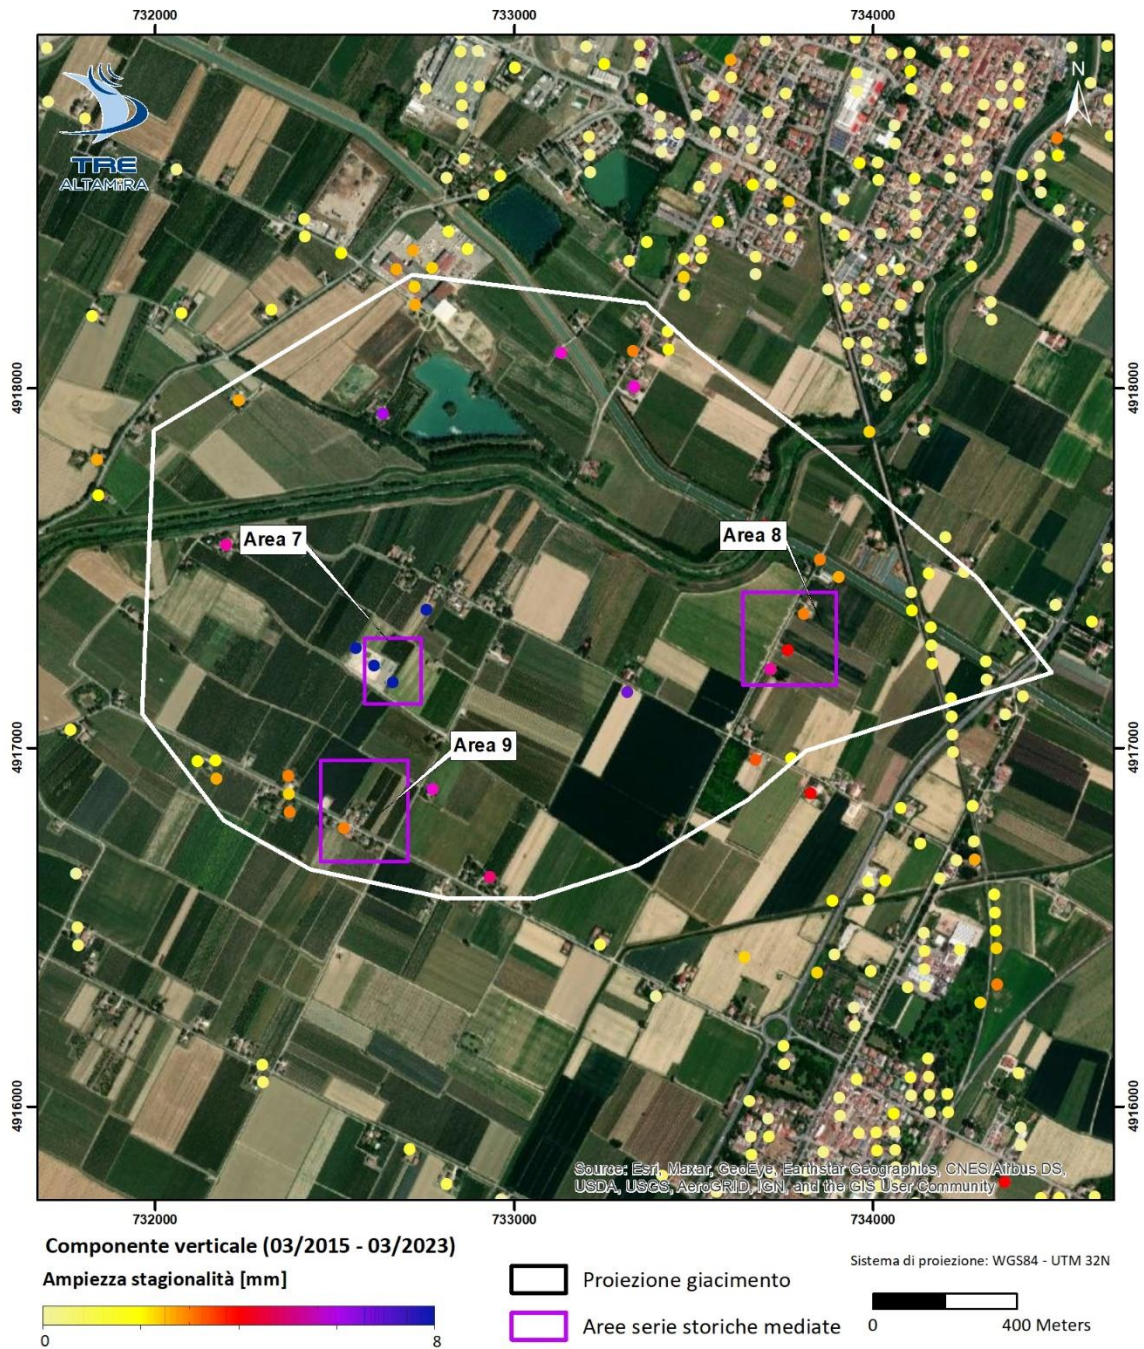 732000
733000
734000
N
TRE
ALTAMIRA
4918000
4918000
Area 7
Area 8
4917000
4917000
Area 9
4916000
4916000
Source: Esri, Maxar, GeoEye, Earthstar Geographics, CNES/Airbus DS,
USDA, USGS, AeroGRID, IGN, and the GIS User Community
732000
733000
734000
Componente verticale (03/2015 - 03/2023)
Ampiezza stagionalità [mm]
0
8
Proiezione giacimento
Aree serie storiche mediate
Sistema di proiezione: WGS84 - UTM 32N
0
400 Meters